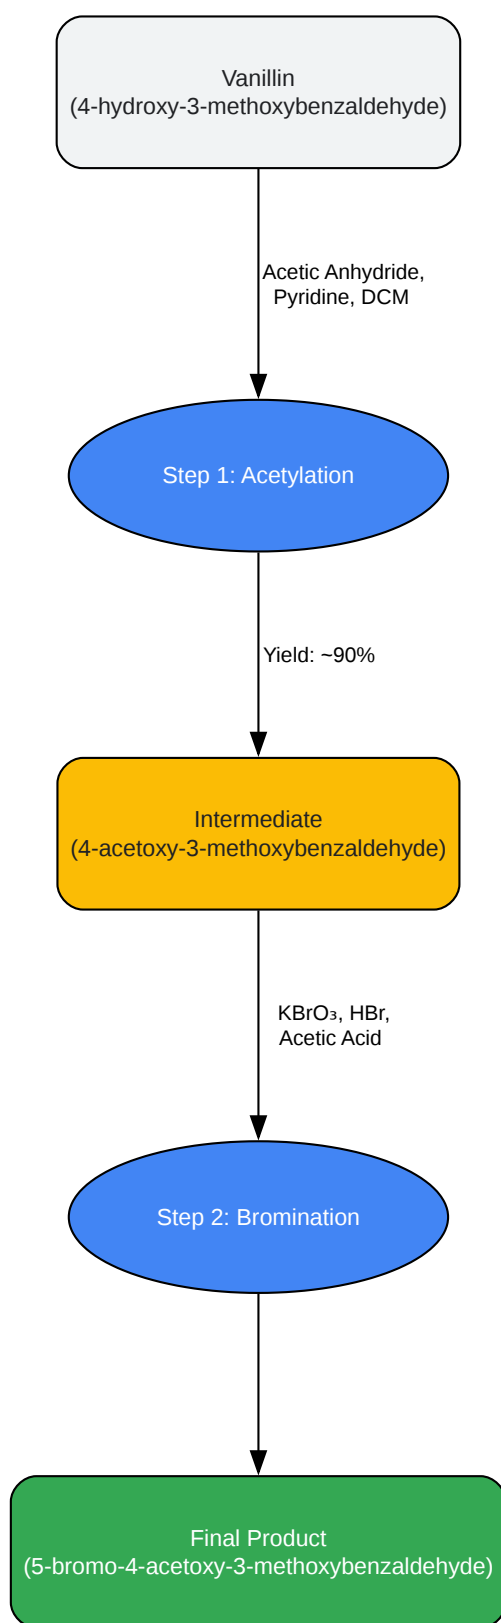 Vanillin
(4-hydroxy-3-methoxybenzaldehyde)
Acetic Anhydride,
Pyridine, DCM
Step 1: Acetylation
Yield: ~90%
Intermediate
(4-acetoxy-3-methoxybenzaldehyde)
KBrO₃, HBr,
Acetic Acid
Step 2: Bromination
Final Product
(5-bromo-4-acetoxy-3-methoxybenzaldehyde)